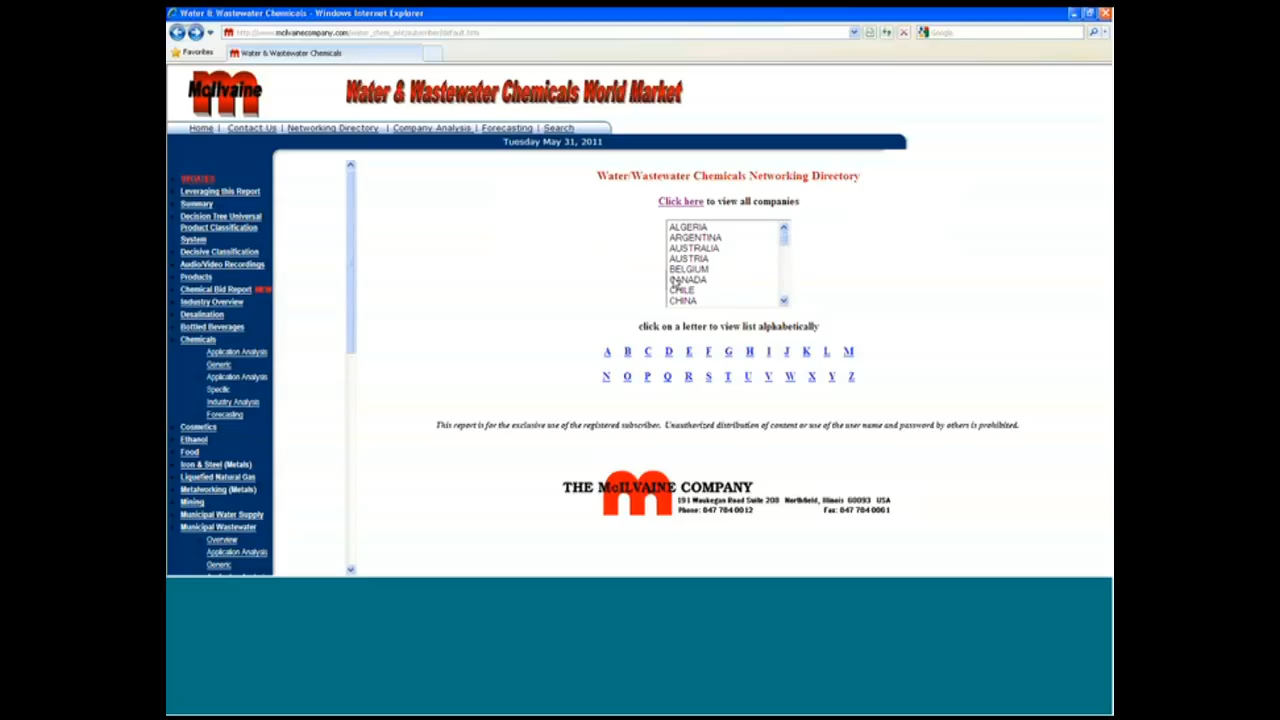 Water & Wastewater Chemicals - Windows Internet Explorer
Google
Favorites
Water & Wastewater Chemicals
McIlvaine
Water & Wastewater Chemicals World Market
Home | Contact Us | Networking Directory | Company Analysis | Forecasting | Search
Tuesday May 31, 2011
UPDATES
Leveraging this Report
Summary
Decision Tree Universal
Product Classification
System
Decisive Classification
Audio/Video Recordings
Products
Chemical Bid Report NEW
Industry Overview
Desalination
Bottled Beverages
Chemicals
Application Analysis
Generic
Application Analysis
Specific
Industry Analysis
Forecasting
Cosmetics
Ethanol
Food
Iron & Steel (Metals)
Liquefied Natural Gas
Metalworking (Metals)
Mining
Municipal Water Supply
Municipal Wastewater
Overview
Application Analysis
Generic
Water/Wastewater Chemicals Networking Directory
Click here to view all companies
ALGERIA
ARGENTINA
AUSTRALIA
AUSTRIA
BELGIUM
CANADA
CHILE
CHINA
click on a letter to view list alphabetically
A B C D E F G H I J K L M
N O P Q R S T U V W X Y Z
This report is for the exclusive use of the registered subscriber. Unauthorized distribution of content or use of the user name and password by others is prohibited.
THE McILVAINE COMPANY
191 Waukegan Road Suite 208 Northfield, Illinois 60093 USA
Phone: 847 784 0012 Fax: 847 784 0061